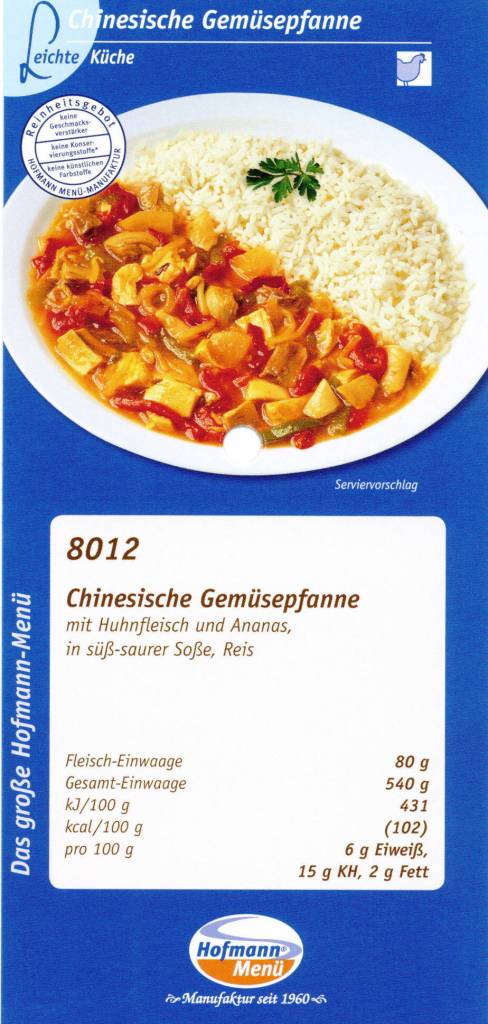 Chinesische Gemüsepfanne
Leichte Küche
Reinheitsgebot
keine
Geschmacks-
verstärker
keine Konser-
vierungsstoffe*
keine künstlichen
Farbstoffe
HOFMANN MENÜ-MANUFAKTUR
Serviervorschlag
8012
Chinesische Gemüsepfanne
mit Huhnfleisch und Ananas,
in süß-saurer Soße, Reis
Fleisch-Einwaage 80 g
Gesamt-Einwaage 540 g
kJ/100 g 431
kcal/100 g (102)
pro 100 g 6 g Eiweiß,
15 g KH, 2 g Fett
Das große Hofmann-Menü
Hofmann®
Menü
Manufaktur seit 1960